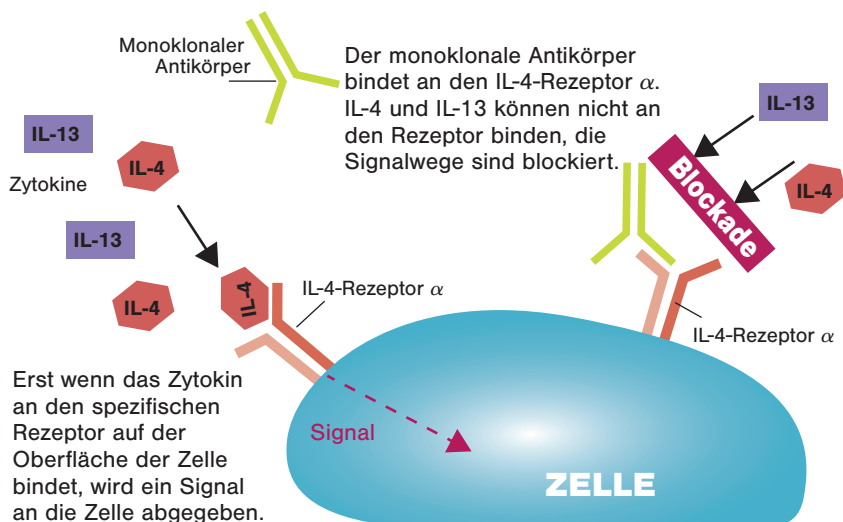 Monoklonaler
Antikörper
Der monoklonale Antikörper
bindet an den IL-4-Rezeptor α.
IL-4 und IL-13 können nicht an
den Rezeptor binden, die
Signalwege sind blockiert.
IL-13
IL-4
Zytokine
IL-13
IL-4
IL-4
IL-4-Rezeptor α
IL-13
IL-4
Blockade
IL-4-Rezeptor α
Erst wenn das Zytokin
an den spezifischen
Rezeptor auf der
Oberfläche der Zelle
bindet, wird ein Signal
an die Zelle abgegeben.
Signal
ZELLE